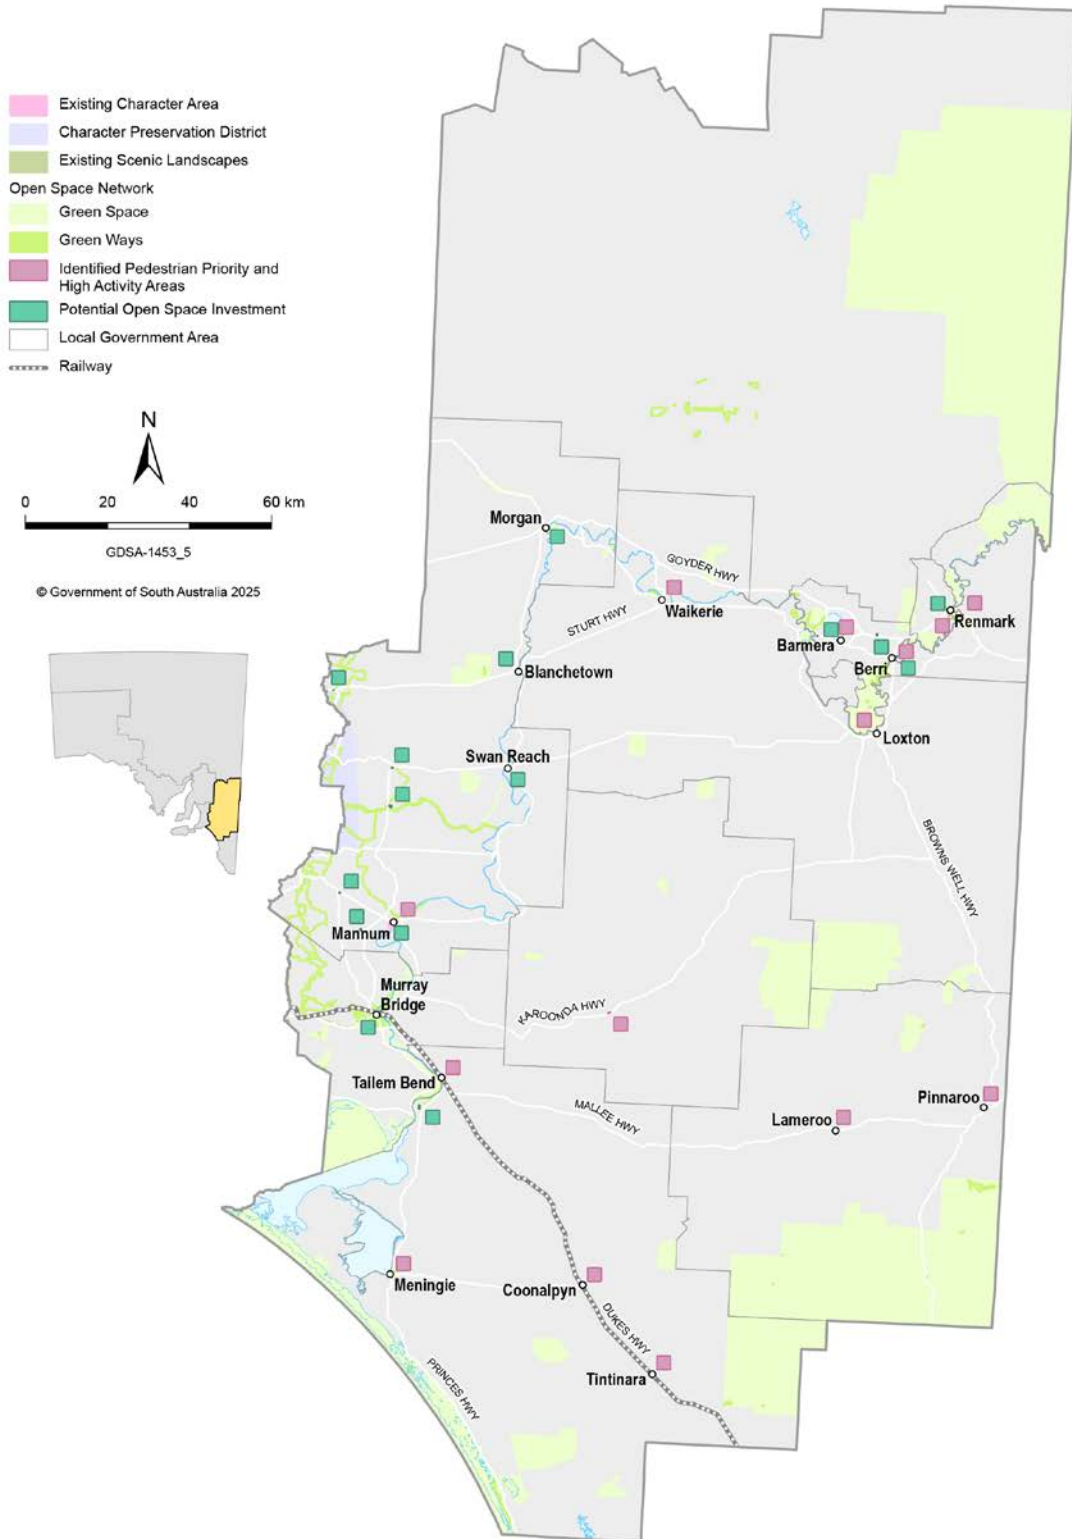 Existing Character Area
Character Preservation District
Existing Scenic Landscapes
Open Space Network
Green Space
Green Ways
Identified Pedestrian Priority and
High Activity Areas
Potential Open Space Investment
Local Government Area
Railway
N
0 20 40 60 km
GDSA-1453_5
© Government of South Australia 2025
Morgan
GOYDER HWY
Waikerie
STURT HWY
Renmark
Barmera
Berri
Blanchetown
Loxton
Swan Reach
BROWNS WELL HWY
Mannum
Murray
Bridge
KAROONDA HWY
Tailem Bend
MALLEE HWY
Lameroo
Pinnaroo
Meningie
Coonalpyn
DUKES HWY
Tintinara
PRINCES HWY